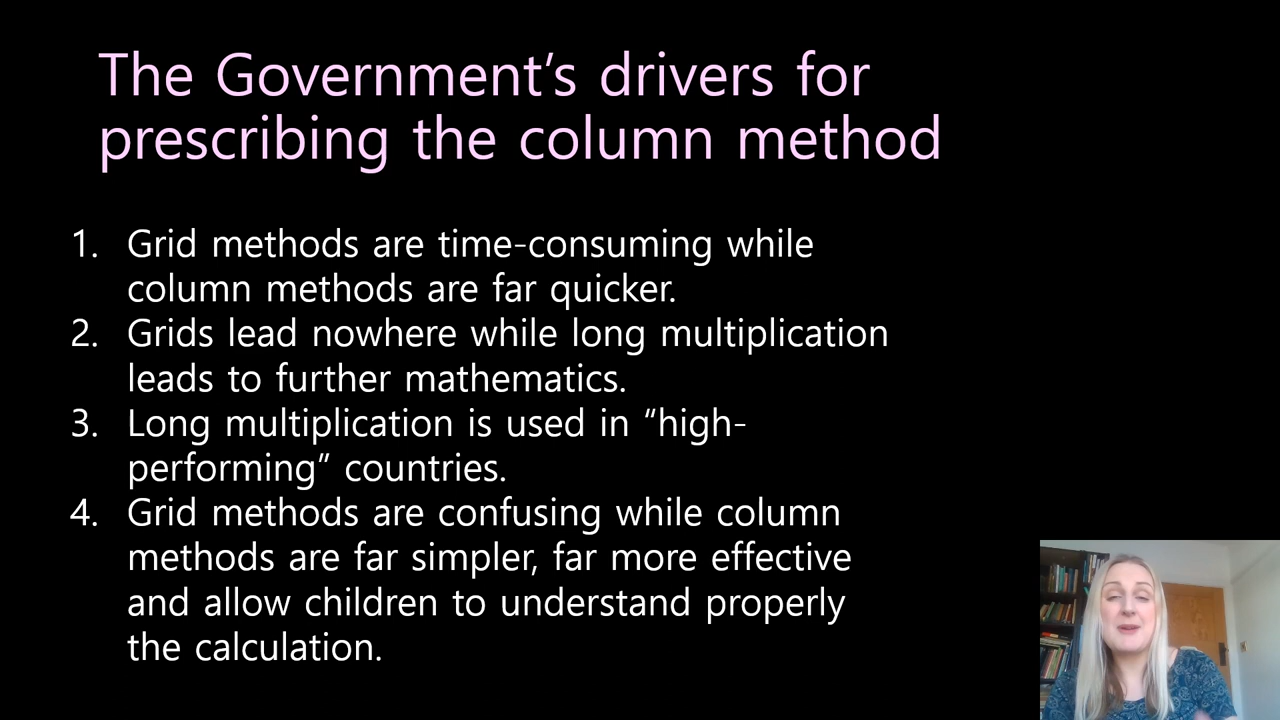 The Government’s drivers for
prescribing the column method
1. Grid methods are time-consuming while
column methods are far quicker.
2. Grids lead nowhere while long multiplication
leads to further mathematics.
3. Long multiplication is used in “high-
performing” countries.
4. Grid methods are confusing while column
methods are far simpler, far more effective
and allow children to understand properly
the calculation.